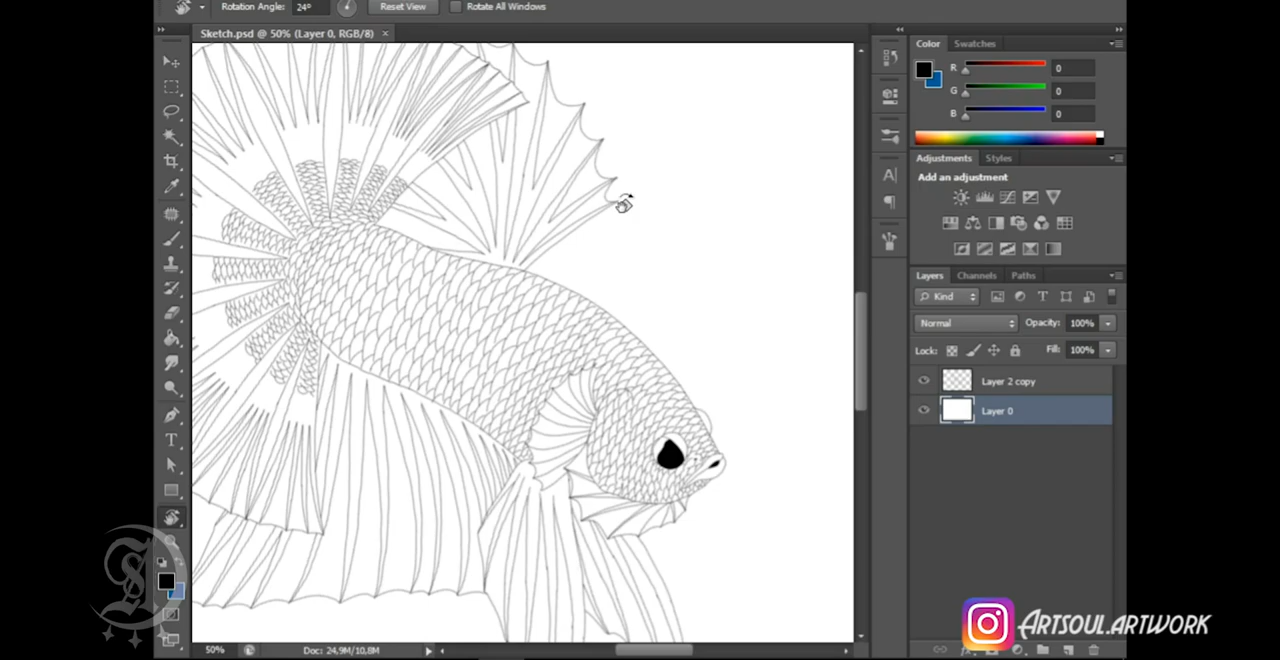 Rotation Angle: 24° Reset View Rotate All Windows
Sketch.psd @ 50% (Layer 0, RGB/8) ×
Color Swatches
R 0
G 0
B 0
Adjustments Styles
Add an adjustment
Layers Channels Paths
Kind
Normal Opacity: 100%
Lock: Fill: 100%
Layer 2 copy
Layer 0
50% Doc: 24,9M/10,8M
Artsoul.artwork